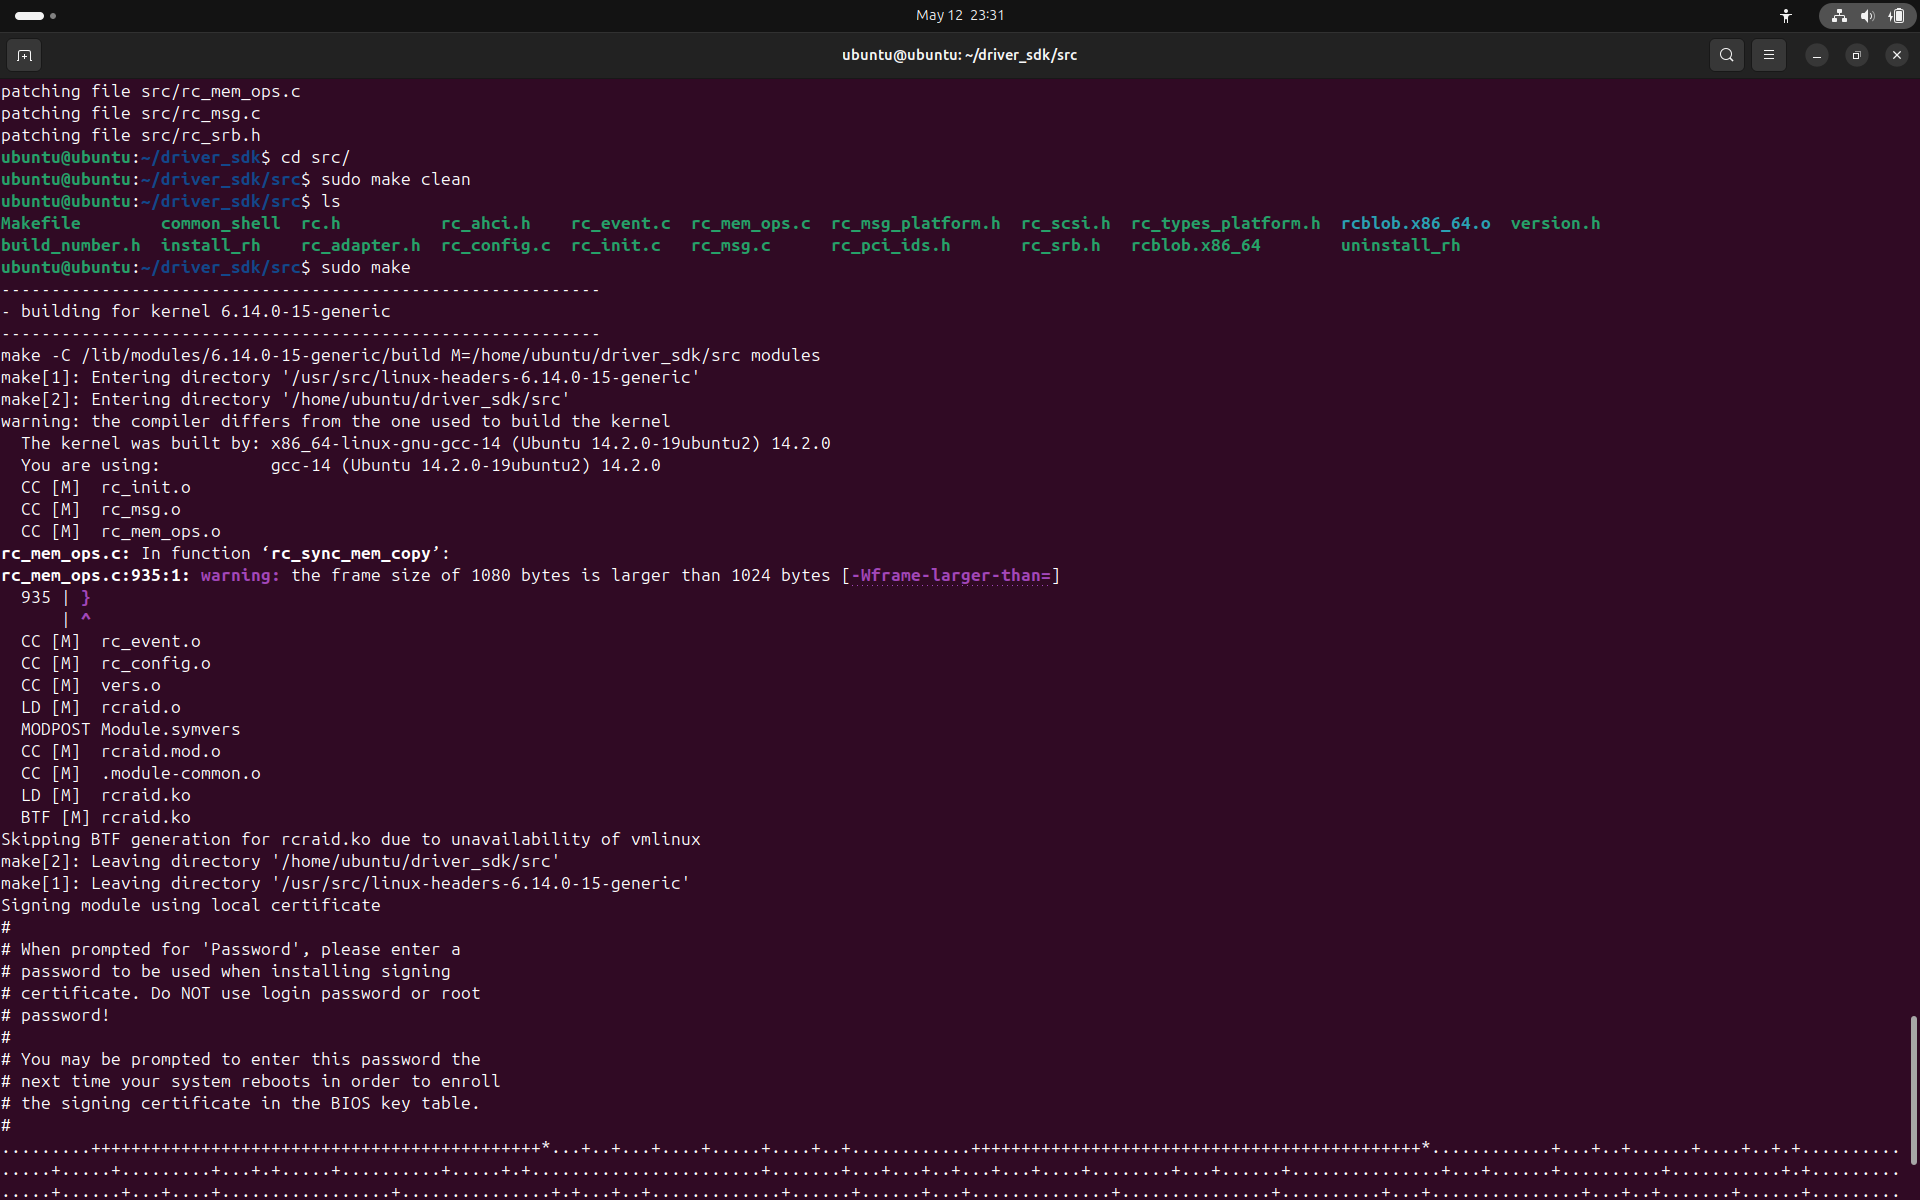 May 12 23:31
ubuntu@ubuntu: ~/driver_sdk/src
patching file src/rc_mem_ops.c
patching file src/rc_msg.c
patching file src/rc_srb.h
ubuntu@ubuntu:~/driver_sdk$ cd src/
ubuntu@ubuntu:~/driver_sdk/src$ sudo make clean
ubuntu@ubuntu:~/driver_sdk/src$ ls
Makefile        common_shell  rc.h          rc_ahci.h    rc_event.c  rc_mem_ops.c  rc_msg_platform.h  rc_scsi.h  rc_types_platform.h  rcblob.x86_64.o  version.h
build_number.h  install_rh    rc_adapter.h  rc_config.c  rc_init.c   rc_msg.c      rc_pci_ids.h       rc_srb.h   rcblob.x86_64        uninstall_rh
ubuntu@ubuntu:~/driver_sdk/src$ sudo make
------------------------------------------------------------
- building for kernel 6.14.0-15-generic
------------------------------------------------------------
make -C /lib/modules/6.14.0-15-generic/build M=/home/ubuntu/driver_sdk/src modules
make[1]: Entering directory '/usr/src/linux-headers-6.14.0-15-generic'
make[2]: Entering directory '/home/ubuntu/driver_sdk/src'
warning: the compiler differs from the one used to build the kernel
  The kernel was built by: x86_64-linux-gnu-gcc-14 (Ubuntu 14.2.0-19ubuntu2) 14.2.0
  You are using:           gcc-14 (Ubuntu 14.2.0-19ubuntu2) 14.2.0
  CC [M]  rc_init.o
  CC [M]  rc_msg.o
  CC [M]  rc_mem_ops.o
rc_mem_ops.c: In function ‘rc_sync_mem_copy’:
rc_mem_ops.c:935:1: warning: the frame size of 1080 bytes is larger than 1024 bytes [-Wframe-larger-than=]
  935 | }
      | ^
  CC [M]  rc_event.o
  CC [M]  rc_config.o
  CC [M]  vers.o
  LD [M]  rcraid.o
  MODPOST Module.symvers
  CC [M]  rcraid.mod.o
  CC [M]  .module-common.o
  LD [M]  rcraid.ko
  BTF [M] rcraid.ko
Skipping BTF generation for rcraid.ko due to unavailability of vmlinux
make[2]: Leaving directory '/home/ubuntu/driver_sdk/src'
make[1]: Leaving directory '/usr/src/linux-headers-6.14.0-15-generic'
Signing module using local certificate
#
# When prompted for 'Password', please enter a
# password to be used when installing signing
# certificate. Do NOT use login password or root
# password!
#
# You may be prompted to enter this password the
# next time your system reboots in order to enroll
# the signing certificate in the BIOS key table.
#
.........+++++++++++++++++++++++++++++++++++++++++++++*...+..+...+....+.....+....+..+............+++++++++++++++++++++++++++++++++++++++++++++*............+...+..+......+....+..+.+..........
.....+.....+.........+...+.+.....+..........+.....+.+.......................+.......+...+...+..+...+...+....+........+...+......+...............+...+......+..........+...........+.+.........
.....+......+...+....+.................+...............+.+...+..+.............+......+......+...+..............+...............+..........+...+...............+...+..+.......+......+.........